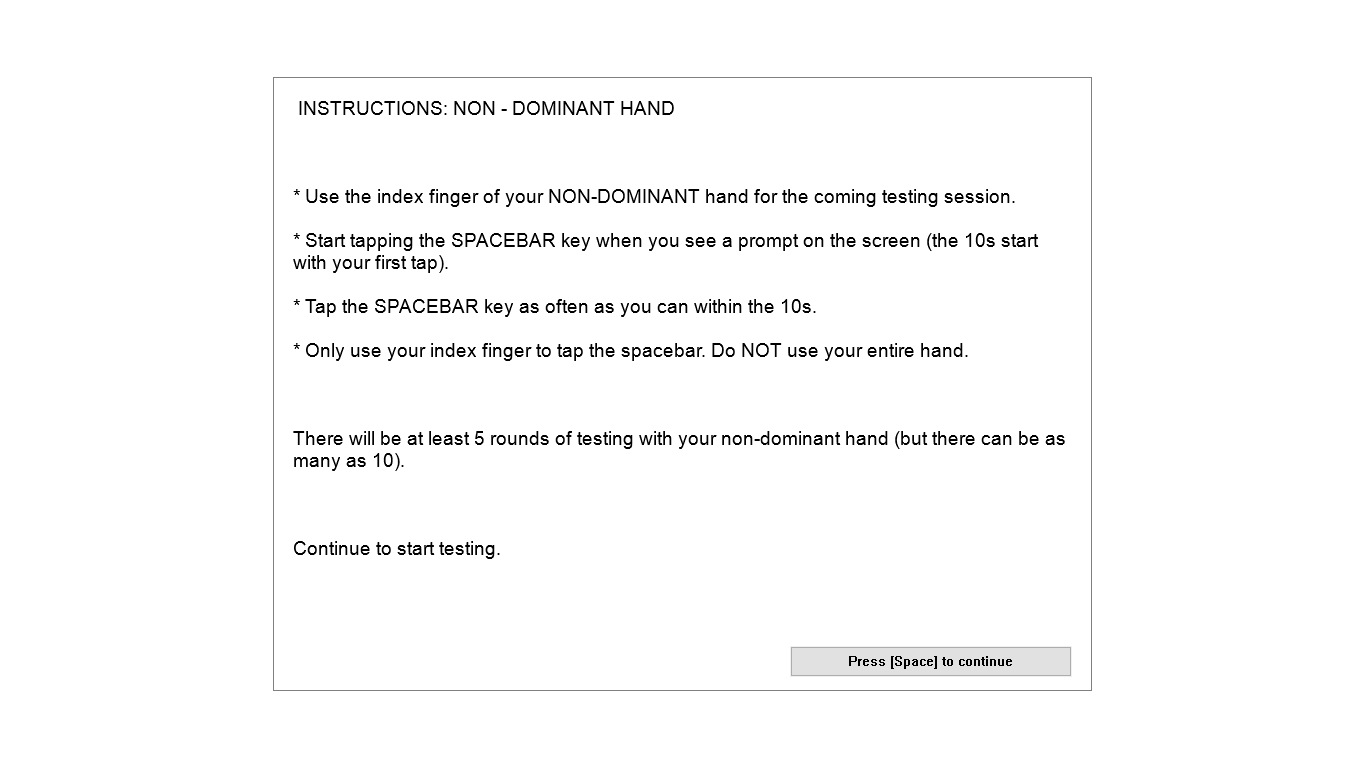 INSTRUCTIONS: NON - DOMINANT HAND
* Use the index finger of your NON-DOMINANT hand for the coming testing session.
* Start tapping the SPACEBAR key when you see a prompt on the screen (the 10s start
with your first tap).
* Tap the SPACEBAR key as often as you can within the 10s.
* Only use your index finger to tap the spacebar. Do NOT use your entire hand.
There will be at least 5 rounds of testing with your non-dominant hand (but there can be as
many as 10).
Continue to start testing.
Press [Space] to continue